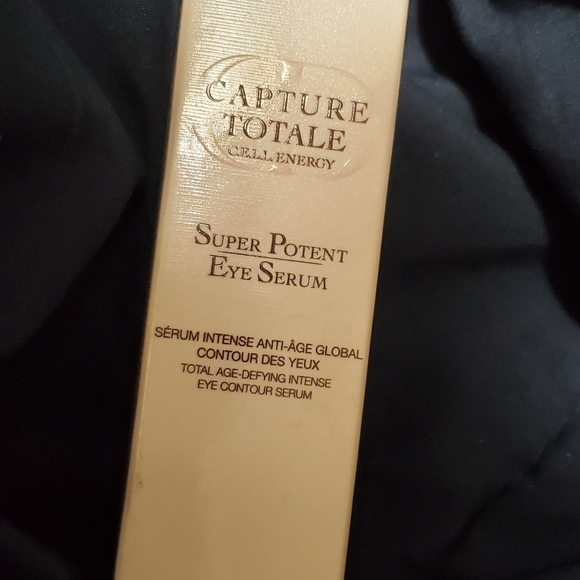 CAPTURE
TOTALE
C.E.L.L. ENERGY
SUPER POTENT
EYE SERUM
SÉRUM INTENSE ANTI-ÂGE GLOBAL
CONTOUR DES YEUX
TOTAL AGE-DEFYING INTENSE
EYE CONTOUR SERUM